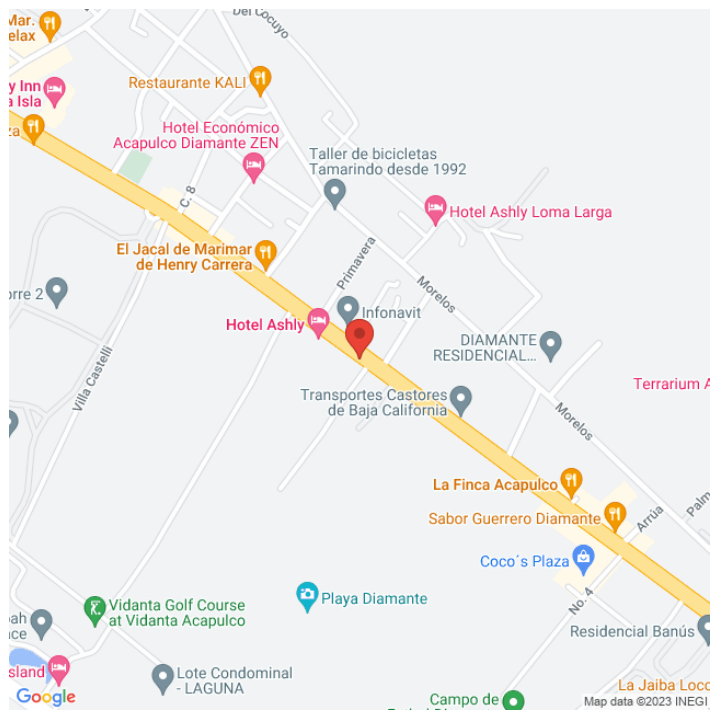 Del Cocuyo
Mar.
elax
Restaurante KALI
y Inn
a Isla
za
Hotel Económico
Acapulco Diamante ZEN
Taller de bicicletas
Tamarindo desde 1992
C. 8
Hotel Ashly Loma Larga
El Jacal de Marimar
de Henry Carrera
Primavera
Morelos
orre 2
Infonavit
Hotel Ashly
DIAMANTE
RESIDENCIAL...
Villa Castelli
Terrarium A
Transportes Castores
de Baja California
Morelos
La Finca Acapulco
Palm
Sabor Guerrero Diamante
Arrúa
Coco´s Plaza
Playa Diamante
No. 4
Vidanta Golf Course
at Vidanta Acapulco
oah
nce
Residencial Banús
Lote Condominal
- LAGUNA
sland
La Jaiba Loco
Google
Campo de
Map data ©2023 INEGI